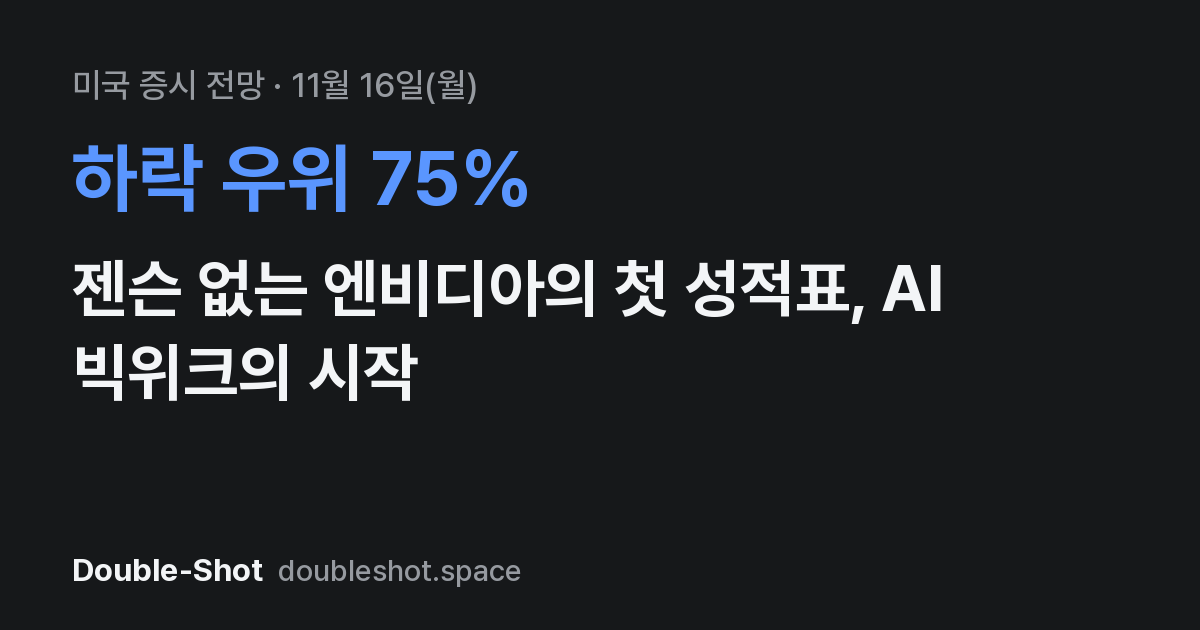 미국 증시 전망 · 11월 16일(월)
하락 우위 75%
젠슨 없는 엔비디아의 첫 성적표, AI
빅위크의 시작
Double-Shot doubleshot.space